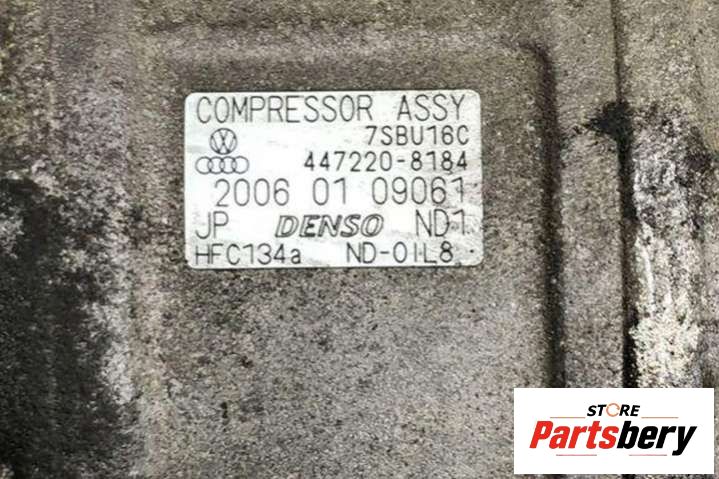 COMPRESSOR ASSY
7SBU16C
447220-8184
2006 01 09061
JP DENSO ND1
HFC134a ND-OIL8
STORE
Partsbery